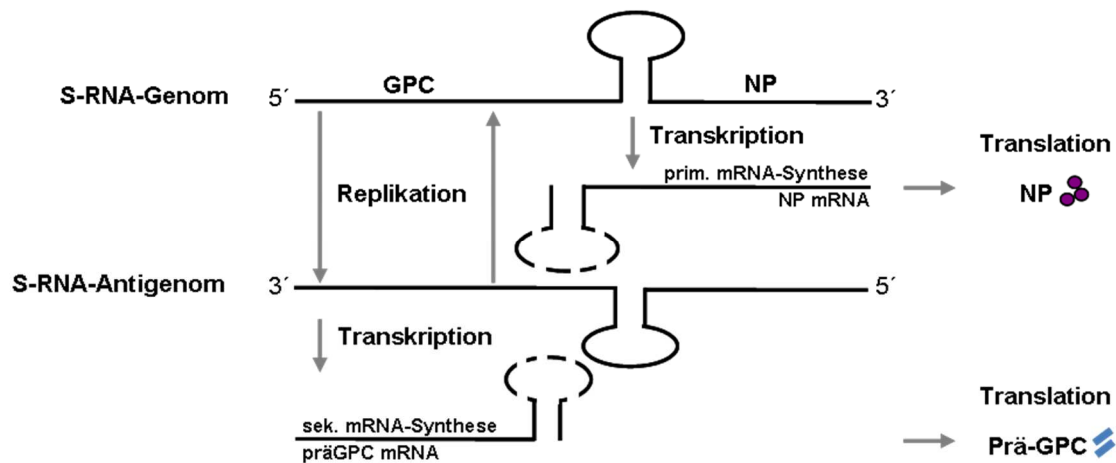 GPC
NP
S-RNA-Genom 5´ 3´
Transkription
Translation
prim. mRNA-Synthese
NP mRNA
NP
Replikation
S-RNA-Antigenom 3´ 5´
Transkription
Translation
sek. mRNA-Synthese
präGPC mRNA
Prä-GPC